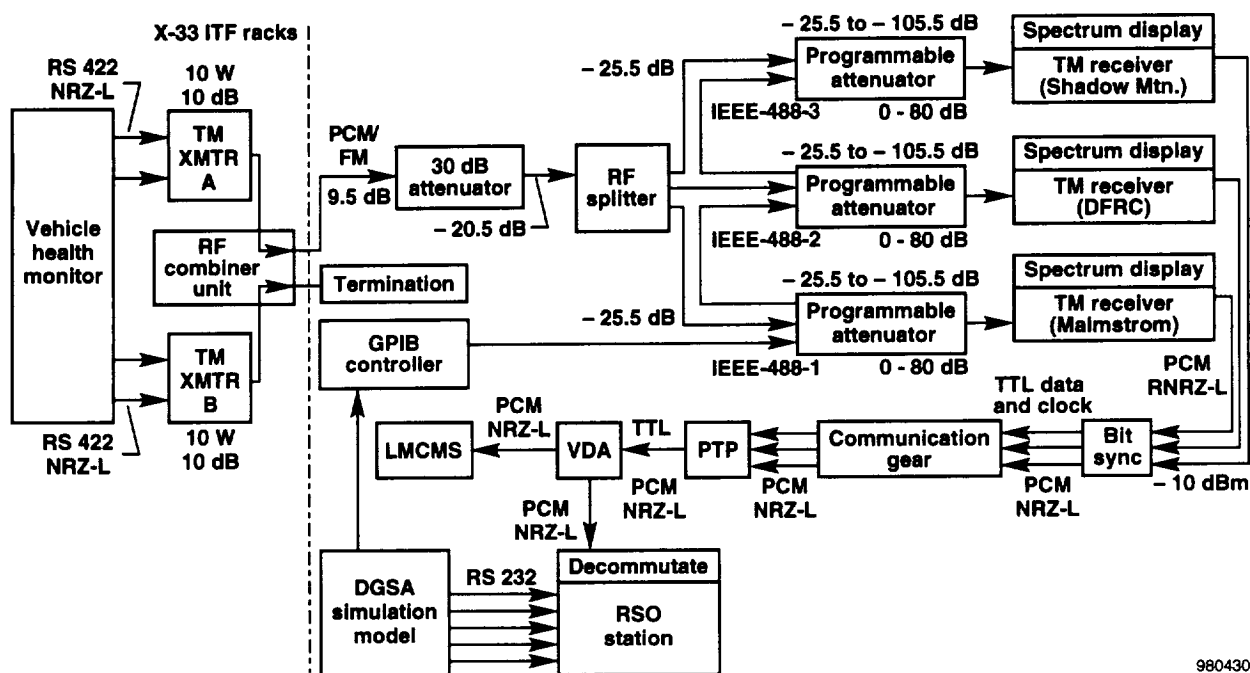 X-33 ITF racks
RS 422
NRZ-L
10 W
10 dB
TM
XMTR
A
Vehicle
health
monitor
RF
combiner
unit
TM
XMTR
B
10 W
10 dB
RS 422
NRZ-L
PCM/
FM
9.5 dB
30 dB
attenuator
– 20.5 dB
RF
splitter
Termination
GPIB
controller
– 25.5 dB
– 25.5 dB
– 25.5 to – 105.5 dB
Programmable
attenuator
IEEE-488-3
0 - 80 dB
Spectrum display
TM receiver
(Shadow Mtn.)
– 25.5 to – 105.5 dB
Programmable
attenuator
IEEE-488-2
0 - 80 dB
Spectrum display
TM receiver
(DFRC)
– 25.5 to – 105.5 dB
Programmable
attenuator
IEEE-488-1
0 - 80 dB
Spectrum display
TM receiver
(Malmstrom)
PCM
RNRZ-L
TTL data
and clock
Bit
sync
– 10 dBm
PCM
NRZ-L
Communication
gear
PCM
NRZ-L
PTP
TTL
PCM
NRZ-L
VDA
PCM
NRZ-L
LMCMS
PCM
NRZ-L
DGSA
simulation
model
RS 232
Decommutate
RSO
station
980430